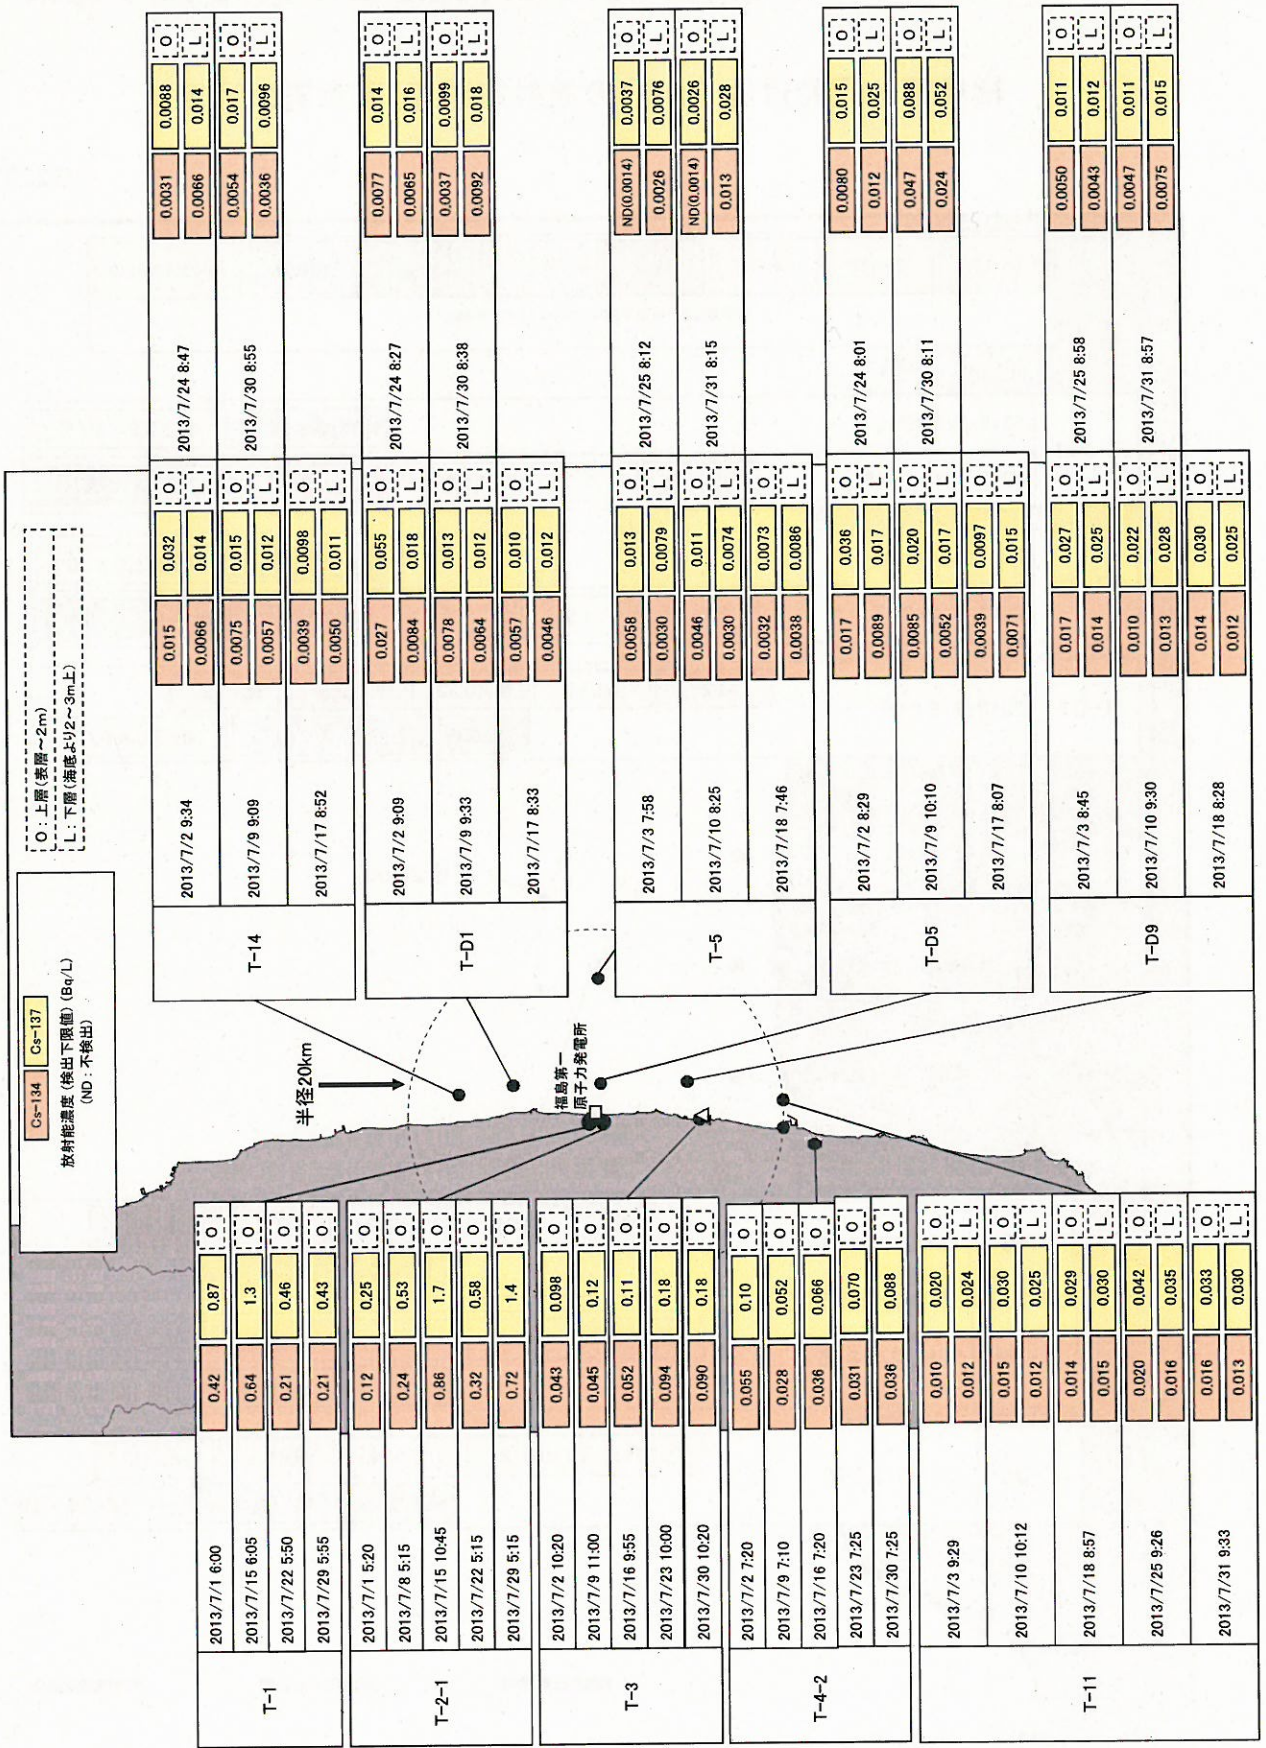 Cs-134 Cs-137
放射能濃度(検出下限値)(Bq/L)
(ND:不検出)
O:上層(表層~2m)
L:下層(海底より2~3m上)
半径20km
福島第一
原子力発電所
T-1
2013/7/1 6:00 0.42 0.87 O
2013/7/15 6:05 0.64 1.3 O
2013/7/22 5:50 0.21 0.46 O
2013/7/29 5:55 0.21 0.43 O
T-2-1
2013/7/1 5:20 0.12 0.25 O
2013/7/8 5:15 0.24 0.53 O
2013/7/15 10:45 0.86 1.7 O
2013/7/22 5:15 0.32 0.58 O
2013/7/29 5:15 0.72 1.4 O
T-3
2013/7/2 10:20 0.043 0.098 O
2013/7/9 11:00 0.045 0.12 O
2013/7/16 9:55 0.052 0.11 O
2013/7/23 10:00 0.094 0.18 O
2013/7/30 10:20 0.090 0.18 O
T-4-2
2013/7/2 7:20 0.055 0.10 O
2013/7/9 7:10 0.028 0.052 O
2013/7/16 7:20 0.036 0.066 O
2013/7/23 7:25 0.031 0.070 O
2013/7/30 7:25 0.036 0.088 O
T-11
2013/7/3 9:29 0.010 0.020 O
0.012 0.024 L
2013/7/10 10:12 0.015 0.030 O
0.012 0.025 L
2013/7/18 8:57 0.014 0.029 O
0.015 0.030 L
2013/7/25 9:26 0.020 0.042 O
0.016 0.035 L
2013/7/31 9:33 0.016 0.033 O
0.013 0.030 L
T-14
2013/7/2 9:34 0.015 0.032 O
0.0066 0.014 L
2013/7/9 9:09 0.0075 0.015 O
0.0057 0.012 L
2013/7/17 8:52 0.0039 0.0098 O
0.0050 0.011 L
2013/7/24 8:47 0.0031 0.0088 O
0.0066 0.014 L
2013/7/30 8:55 0.0054 0.017 O
0.0036 0.0096 L
T-D1
2013/7/2 9:09 0.027 0.055 O
0.0084 0.018 L
2013/7/9 9:33 0.0078 0.013 O
0.0064 0.012 L
2013/7/17 8:33 0.0057 0.010 O
0.0046 0.012 L
2013/7/24 8:27 0.0077 0.014 O
0.0065 0.016 L
2013/7/30 8:38 0.0037 0.0099 O
0.0092 0.018 L
T-5
2013/7/3 7:58 0.0058 0.013 O
0.0030 0.0079 L
2013/7/10 8:25 0.0046 0.011 O
0.0030 0.0074 L
2013/7/18 7:46 0.0032 0.0073 O
0.0038 0.0086 L
2013/7/25 8:12 ND(0.0014) 0.0037 O
0.0026 0.0076 L
2013/7/31 8:15 ND(0.0014) 0.0026 O
0.013 0.028 L
T-D5
2013/7/2 8:29 0.017 0.036 O
0.0089 0.017 L
2013/7/9 10:10 0.0085 0.020 O
0.0052 0.017 L
2013/7/17 8:07 0.0039 0.0097 O
0.0071 0.015 L
2013/7/24 8:01 0.0080 0.015 O
0.012 0.025 L
2013/7/30 8:11 0.047 0.088 O
0.024 0.052 L
T-D9
2013/7/3 8:45 0.017 0.027 O
0.014 0.025 L
2013/7/10 9:30 0.010 0.022 O
0.013 0.028 L
2013/7/18 8:28 0.014 0.030 O
0.012 0.025 L
2013/7/25 8:58 0.0050 0.011 O
0.0043 0.012 L
2013/7/31 8:57 0.0047 0.011 O
0.0075 0.015 L